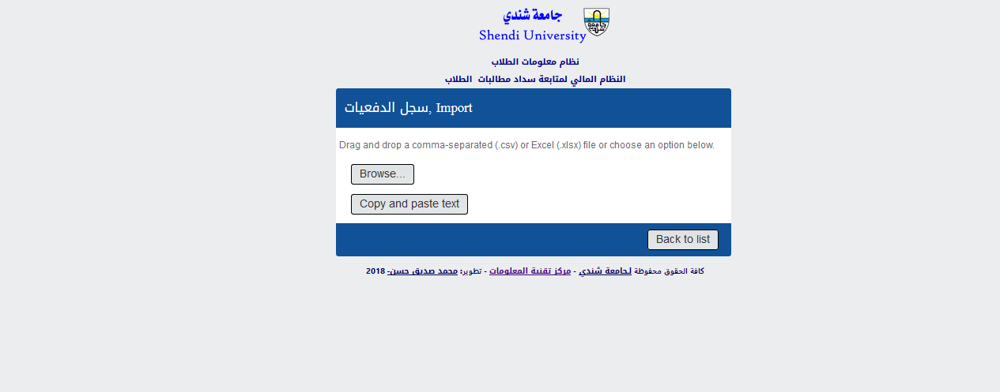 جامعة شندي
Shendi University
نظام معلومات الطلاب
النظام المالي لمتابعة سداد مطالبات الطلاب
سجل الدفعيات, Import
Drag and drop a comma-separated (.csv) or Excel (.xlsx) file or choose an option below.
Browse...
Copy and paste text
Back to list
كافة الحقوق محفوظة لجامعة شندي - مركز تقنية المعلومات - تطوير: محمد صديق حسن- 2018